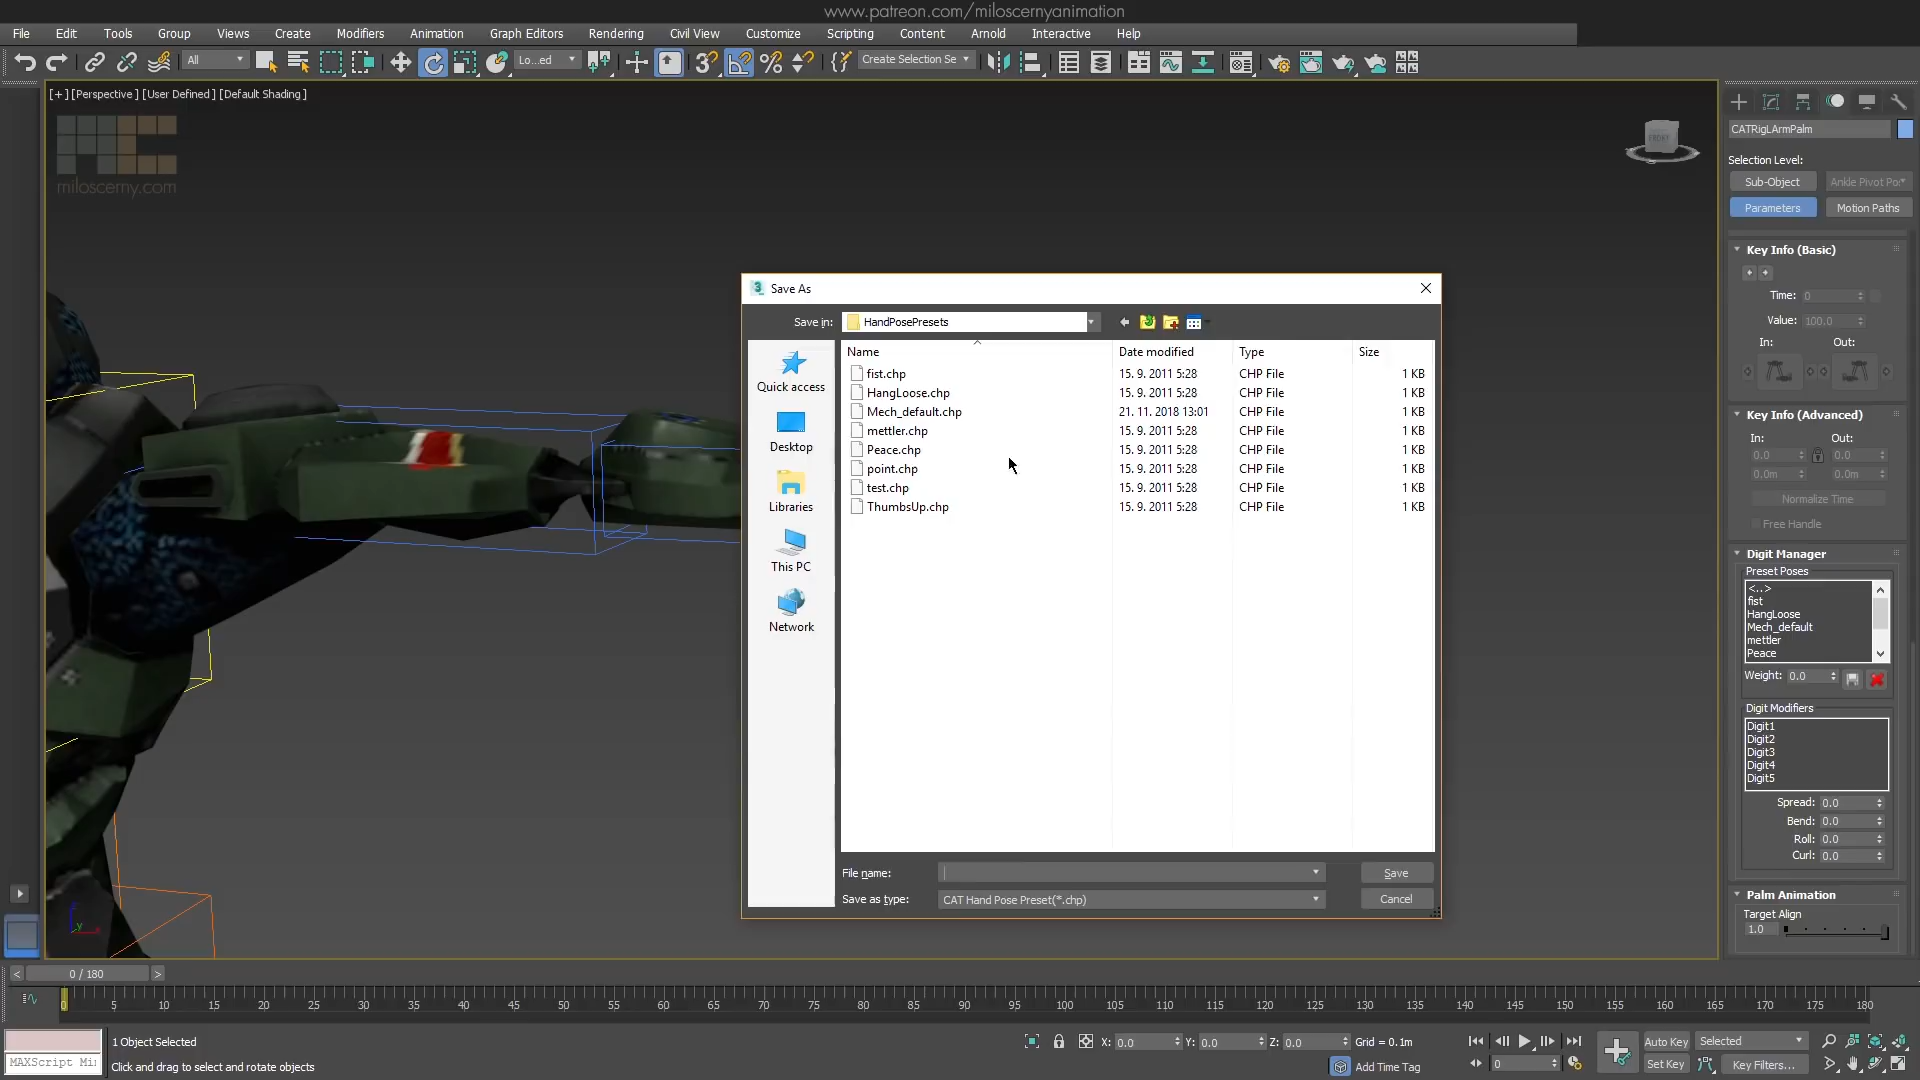 www.patreon.com/miloscernyanimation
File Edit Tools Group Views Create Modifiers Animation Graph Editors Rendering Civil View Customize Scripting Content Arnold Interactive Help
All Lo...ed Create Selection Se
[+] [Perspective] [User Defined] [Default Shading]
miloscerny.com
FRONT
CATRigLArmPalm
Selection Level:
Sub-Object Ankle Pivot Po:
Parameters Motion Paths
Key Info (Basic)
Time: 0
Value: 100.0
In: Out:
Key Info (Advanced)
In: Out:
0.0 0.0
0.0m 0.0m
Normalize Time
Free Handle
Digit Manager
Preset Poses
<..>
fist
HangLoose
Mech_default
mettler
Peace
Weight: 0.0
Digit Modifiers
Digit1
Digit2
Digit3
Digit4
Digit5
Spread: 0.0
Bend: 0.0
Roll: 0.0
Curl: 0.0
Palm Animation
Target Align
1.0
Save As
Save in: HandPosePresets
Quick access
Desktop
Libraries
This PC
Network
Name Date modified Type Size
fist.chp 15. 9. 2011 5:28 CHP File 1 KB
HangLoose.chp 15. 9. 2011 5:28 CHP File 1 KB
Mech_default.chp 21. 11. 2018 13:01 CHP File 1 KB
mettler.chp 15. 9. 2011 5:28 CHP File 1 KB
Peace.chp 15. 9. 2011 5:28 CHP File 1 KB
point.chp 15. 9. 2011 5:28 CHP File 1 KB
test.chp 15. 9. 2011 5:28 CHP File 1 KB
ThumbsUp.chp 15. 9. 2011 5:28 CHP File 1 KB
File name: Save
Save as type: CAT Hand Pose Preset(*.chp) Cancel
< 0 / 180 >
0 5 10 15 20 25 30 35 40 45 50 55 60 65 70 75 80 85 90 95 100 105 110 115 120 125 130 135 140 145 150 155 160 165 170 175 180
1 Object Selected
X: 0.0 Y: 0.0 Z: 0.0 Grid = 0.1m
Auto Key Selected
MAXScript Mi
Click and drag to select and rotate objects
Add Time Tag
0
Set Key Key Filters...